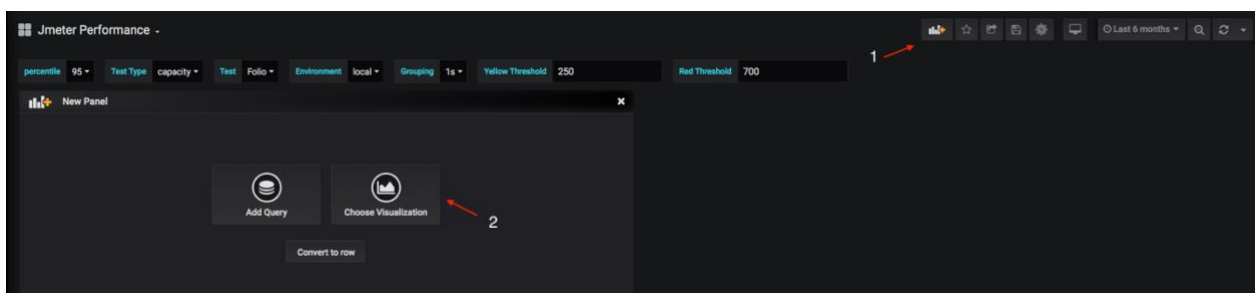 Jmeter Performance
Last 6 months
1
percentile 95 Test Type capacity Test Folio Environment local Grouping 1s Yellow Threshold 250 Red Threshold 700
New Panel
Add Query Choose Visualization
2
Convert to row